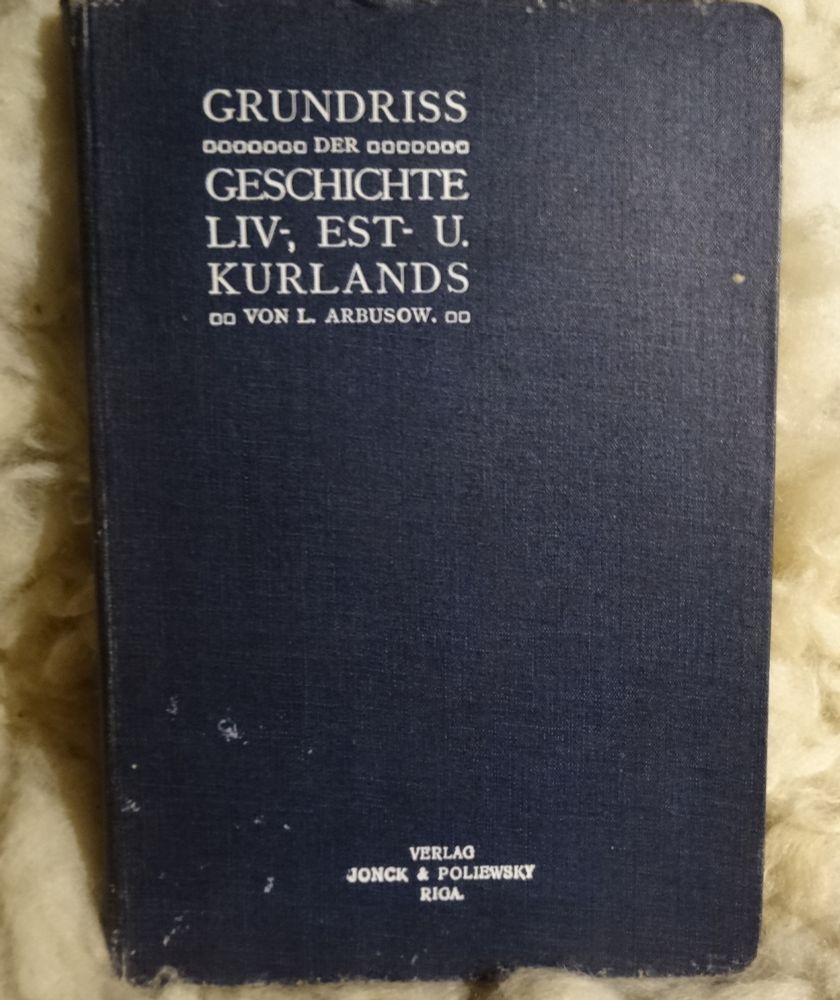 GRUNDRISS
DER
GESCHICHTE
LIV-, EST- U.
KURLANDS
VON L. ARBUSOW.
VERLAG
JONCK & POLIEWSKY
RIGA.